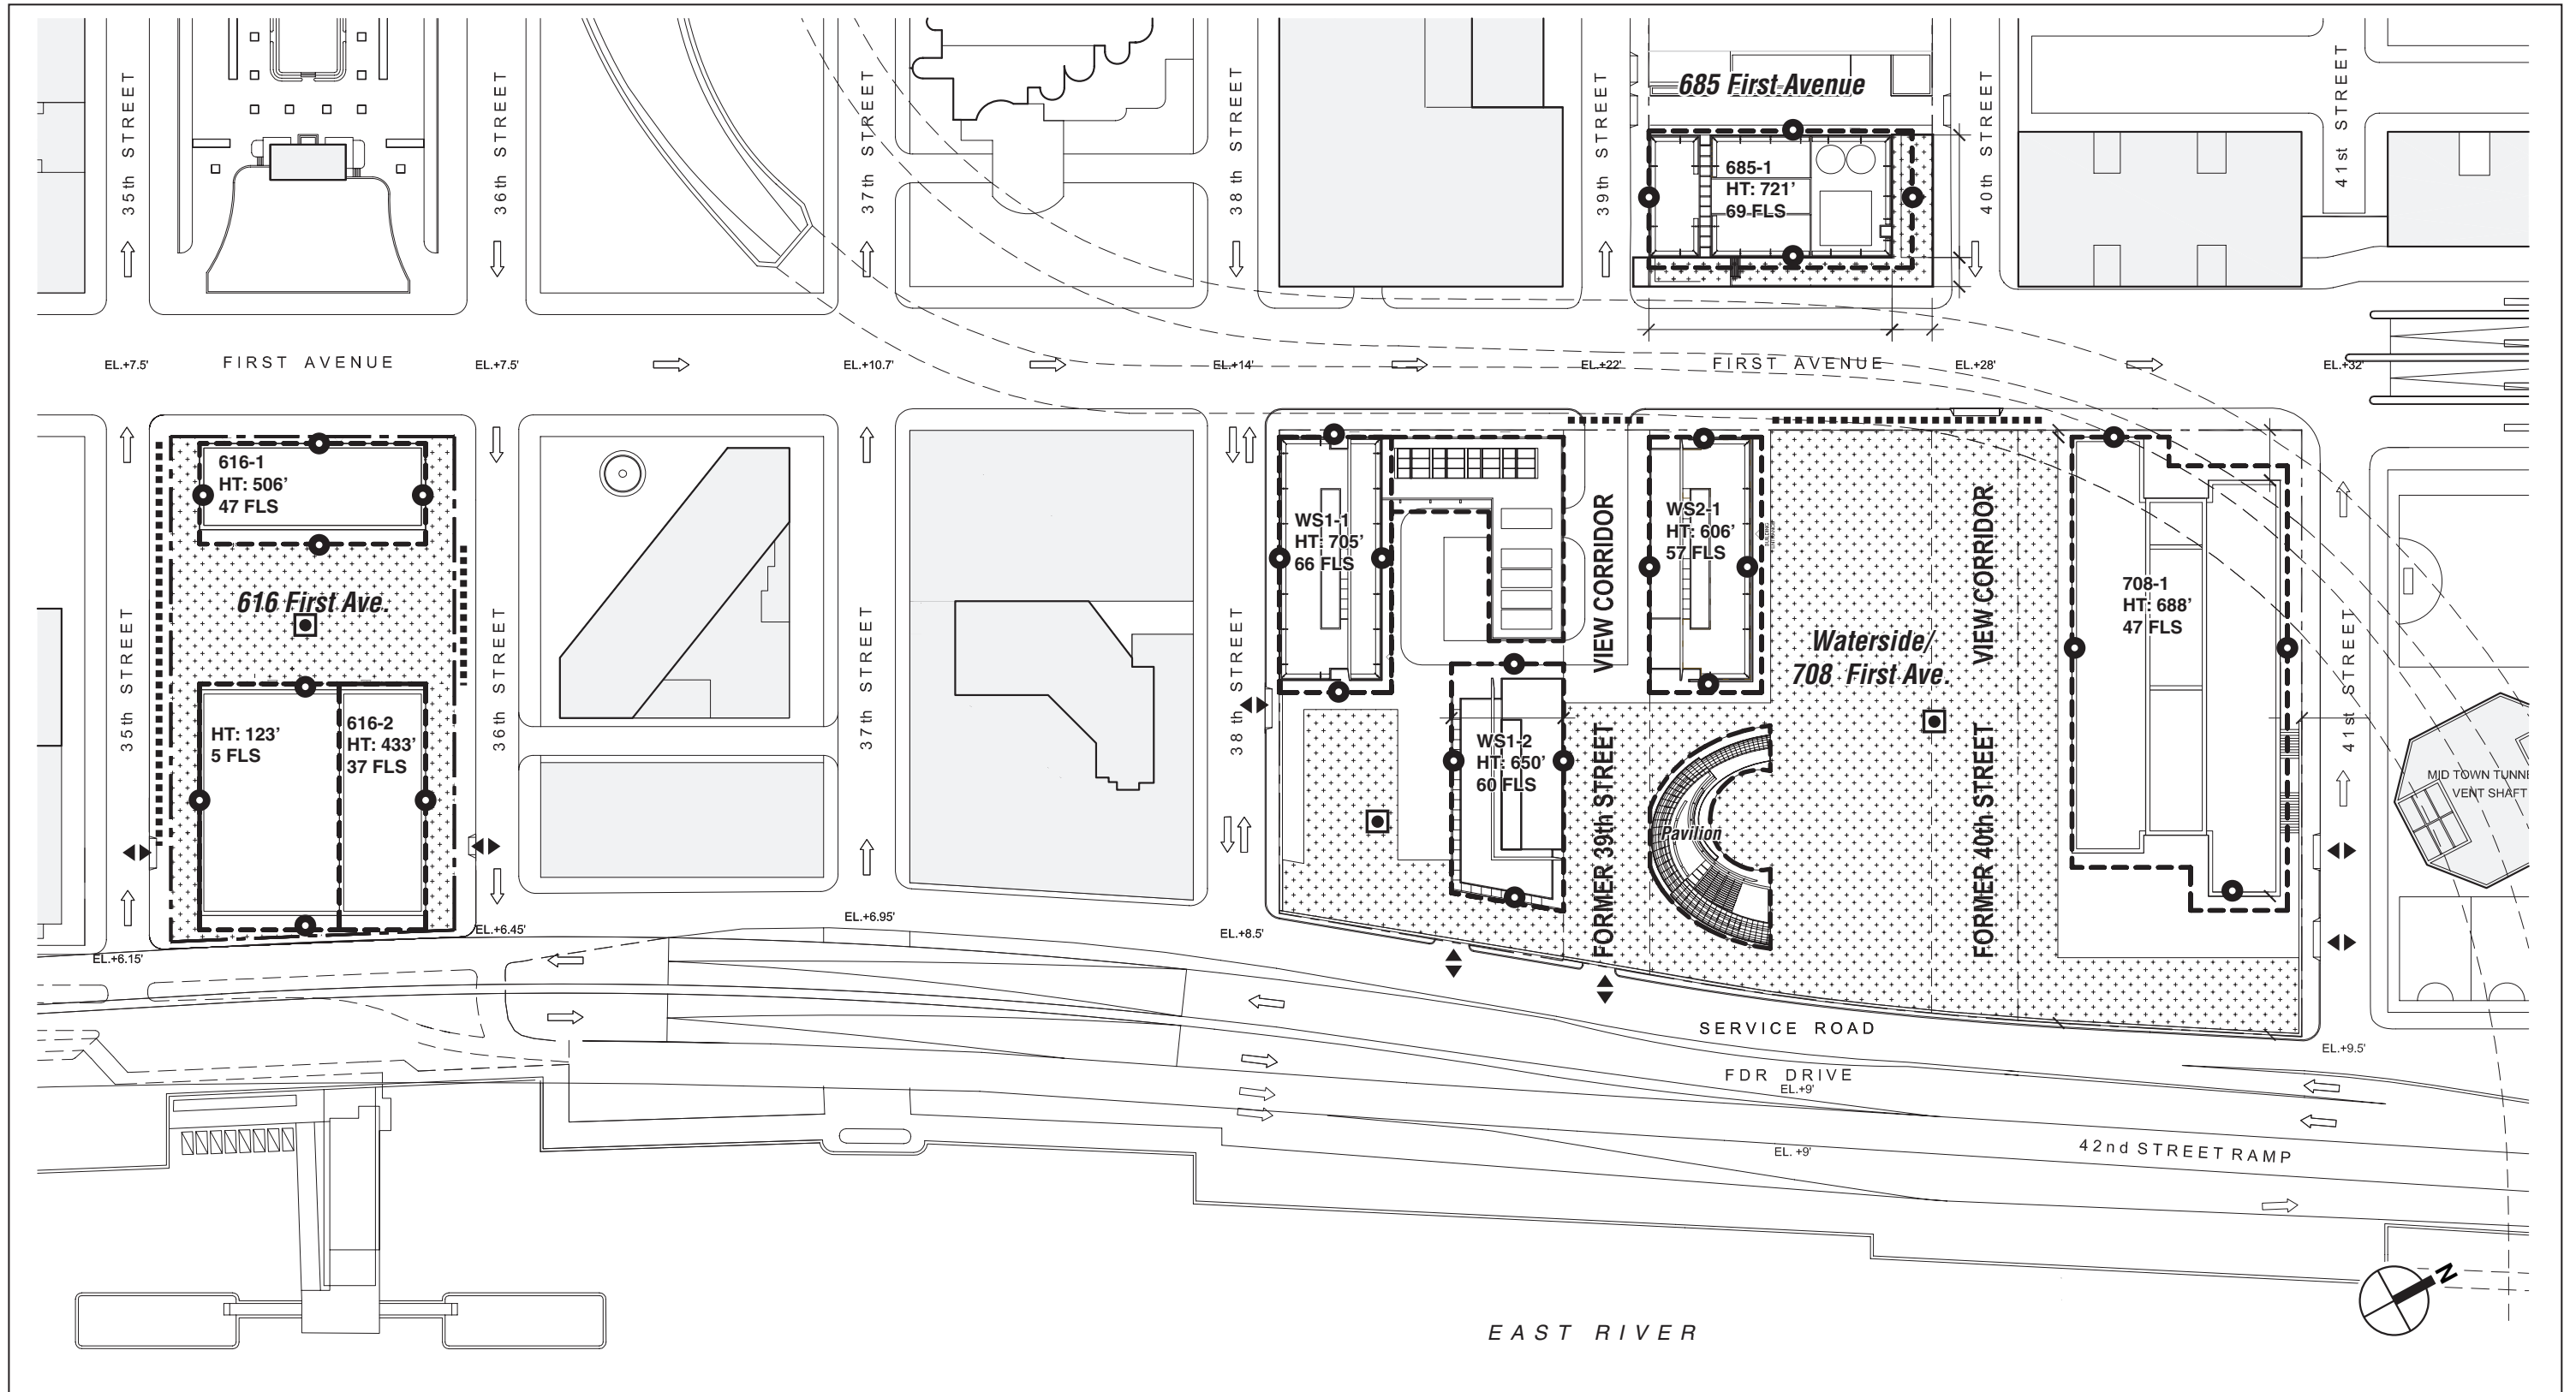 35th STREET
36th STREET
37th STREET
38th STREET
39th STREET
40th STREET
41st STREET
685 First Avenue
685-1
HT: 721’
69 FLS
EL.+7.5'
FIRST AVENUE
EL.+7.5'
EL.+10.7'
EL.+14'
EL.+22'
FIRST AVENUE
EL.+28'
EL.+32'
616-1
HT: 506’
47 FLS
616 First Ave.
HT: 123’
5 FLS
616-2
HT: 433’
37 FLS
35th STREET
36th STREET
37th STREET
38th STREET
WS1-1
HT: 705’
66 FLS
VIEW CORRIDOR
WS2-1
HT: 606’
57 FLS
WS1-2
HT: 650’
60 FLS
FORMER 39th STREET
Pavilion
Waterside/
708 First Ave.
VIEW CORRIDOR
FORMER 40th STREET
708-1
HT: 688’
47 FLS
41st STREET
MID TOWN TUNNE
VENT SHAFT
EL.+6.15'
EL.+6.45'
EL.+6.95'
EL.+8.5'
SERVICE ROAD
EL.+9.5'
FDR DRIVE
EL.+9'
EL. +9'
42nd STREET RAMP
N
EAST RIVER